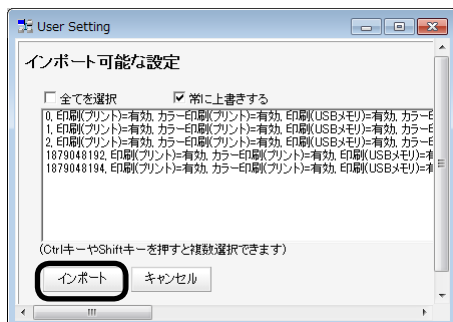 User Setting
インポート可能な設定
全てを選択 常に上書きする
0, 印刷(プリント)=有効, カラー印刷(プリント)=有効, 印刷(USBメモリ)=有効, カラー
1, 印刷(プリント)=有効, カラー印刷(プリント)=有効, 印刷(USBメモリ)=有効, カラー
2, 印刷(プリント)=有効, カラー印刷(プリント)=有効, 印刷(USBメモリ)=有効, カラー
1879048192, 印刷(プリント)=有効, カラー印刷(プリント)=有効, 印刷(USBメモリ)=
1879048194, 印刷(プリント)=有効, カラー印刷(プリント)=有効, 印刷(USBメモリ)=
(CtrlキーやShiftキーを押すと複数選択できます)
インポート キャンセル